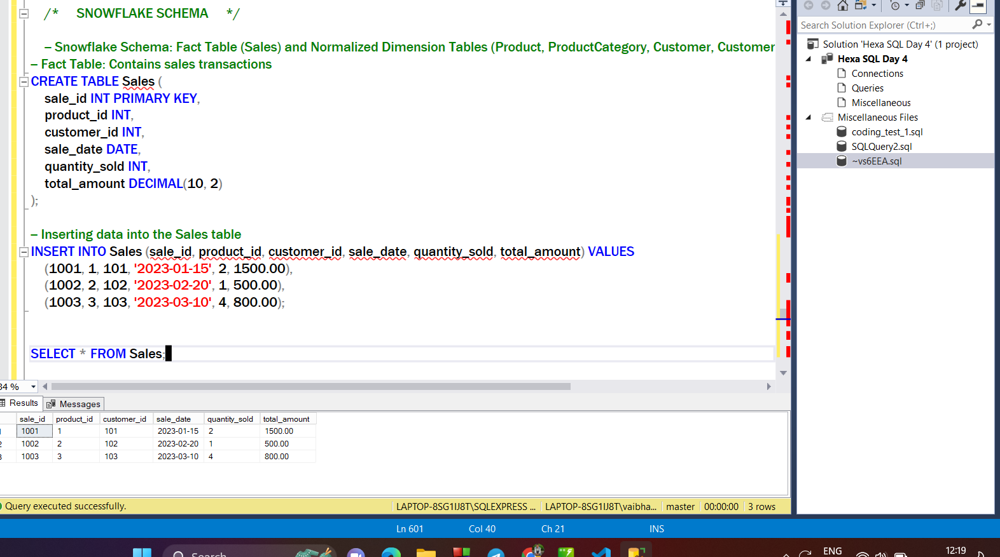 /* SNOWFLAKE SCHEMA */
– Snowflake Schema: Fact Table (Sales) and Normalized Dimension Tables (Product, ProductCategory, Customer, Customer
– Fact Table: Contains sales transactions
CREATE TABLE Sales (
sale_id INT PRIMARY KEY,
product_id INT,
customer_id INT,
sale_date DATE,
quantity_sold INT,
total_amount DECIMAL(10, 2)
);
– Inserting data into the Sales table
INSERT INTO Sales (sale_id, product_id, customer_id, sale_date, quantity_sold, total_amount) VALUES
(1001, 1, 101, '2023-01-15', 2, 1500.00),
(1002, 2, 102, '2023-02-20', 1, 500.00),
(1003, 3, 103, '2023-03-10', 4, 800.00);
SELECT * FROM Sales;
34 %
Results Messages
sale_id product_id customer_id sale_date quantity_sold total_amount
1 1001 1 101 2023-01-15 2 1500.00
2 1002 2 102 2023-02-20 1 500.00
3 1003 3 103 2023-03-10 4 800.00
Query executed successfully.
LAPTOP-8SG1IJ8T\SQLEXPRESS ... LAPTOP-8SG1IJ8T\vaibha... master 00:00:00 3 rows
Ln 601 Col 40 Ch 21 INS
Search Solution Explorer (Ctrl+;)
Solution 'Hexa SQL Day 4' (1 project)
Hexa SQL Day 4
Connections
Queries
Miscellaneous
Miscellaneous Files
coding_test_1.sql
SQLQuery2.sql
~vs6EEA.sql
Search
ENG
12:19